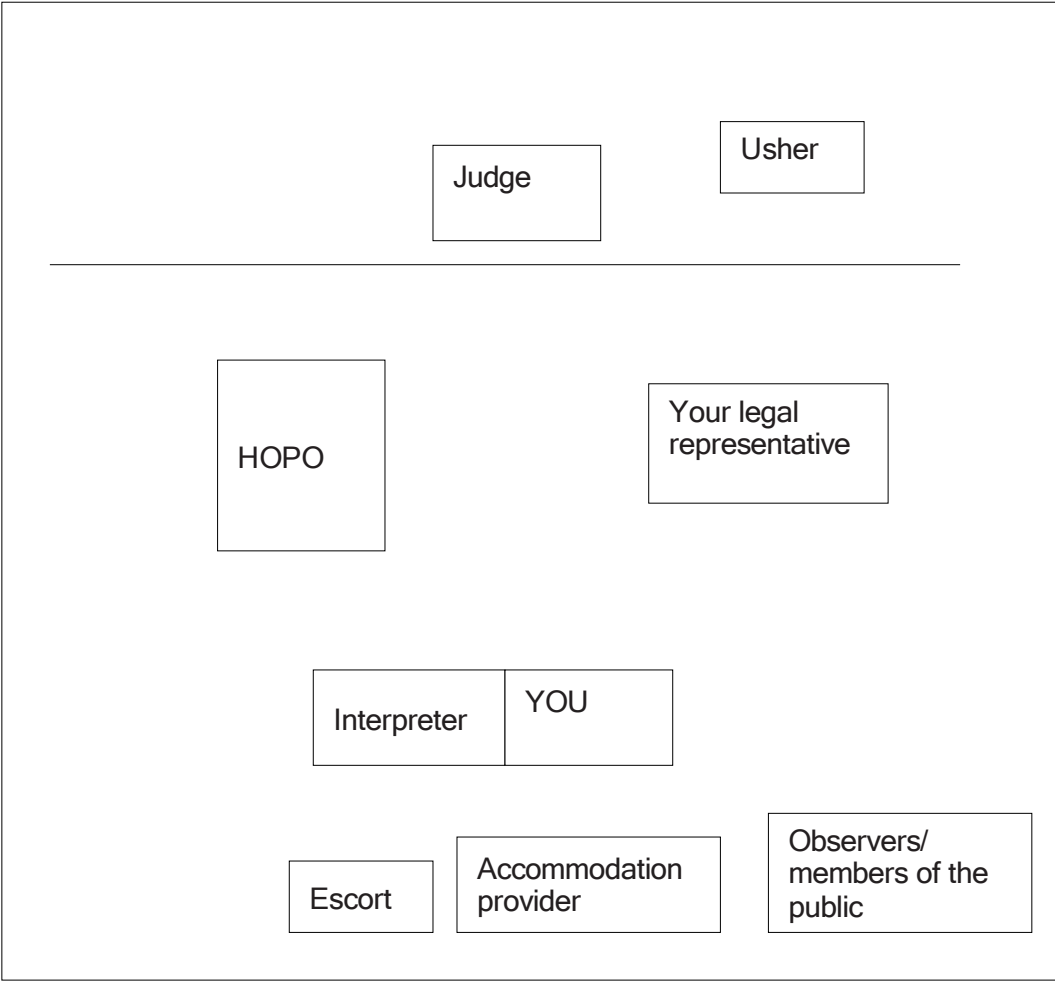 Judge
Usher
HOPO
Your legal
representative
Interpreter
YOU
Escort
Accommodation
provider
Observers/
members of the
public